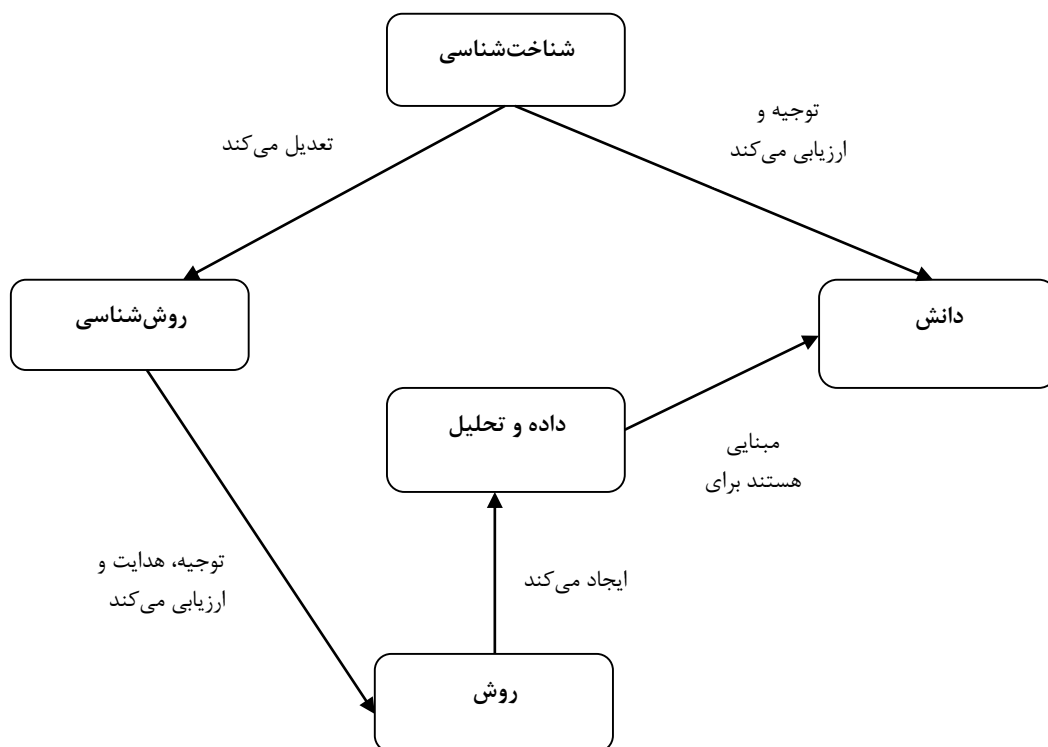 شناخت‌شناسی
توجیه و
ارزیابی می‌کند
تعدیل می‌کند
دانش
روش‌شناسی
داده و تحلیل
مبنایی
هستند برای
توجیه، هدایت و
ارزیابی می‌کند
ایجاد می‌کند
روش